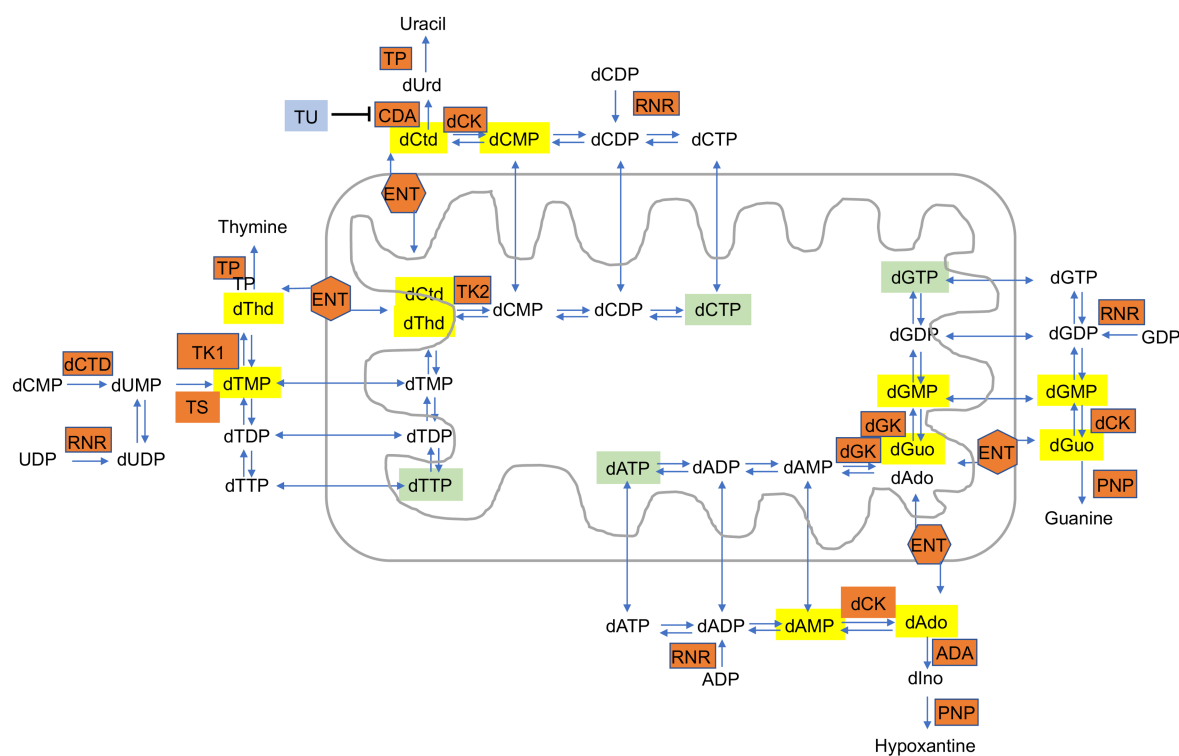 Uracil
TP
dUrd
dCDP
TU
CDA
dCK
RNR
dCtd
dCMP
dCDP
dCTP
ENT
Thymine
TP
TP
dThd
ENT
dCtd
TK2
dThd
dCMP
dCDP
dCTP
dGTP
dGTP
RNR
dGDP
dGDP
GDP
TK1
dCTD
dCMP
dUMP
dTMP
dTMP
TS
dGMP
dGMP
dGK
dCK
RNR
dTDP
dTDP
dGK
dGuo
ENT
dGuo
UDP
dUDP
dATP
dADP
dAMP
dAdo
dTTP
dTTP
PNP
Guanine
ENT
dCK
dATP
dADP
dAMP
dAdo
RNR
ADA
ADP
dIno
PNP
Hypoxantine